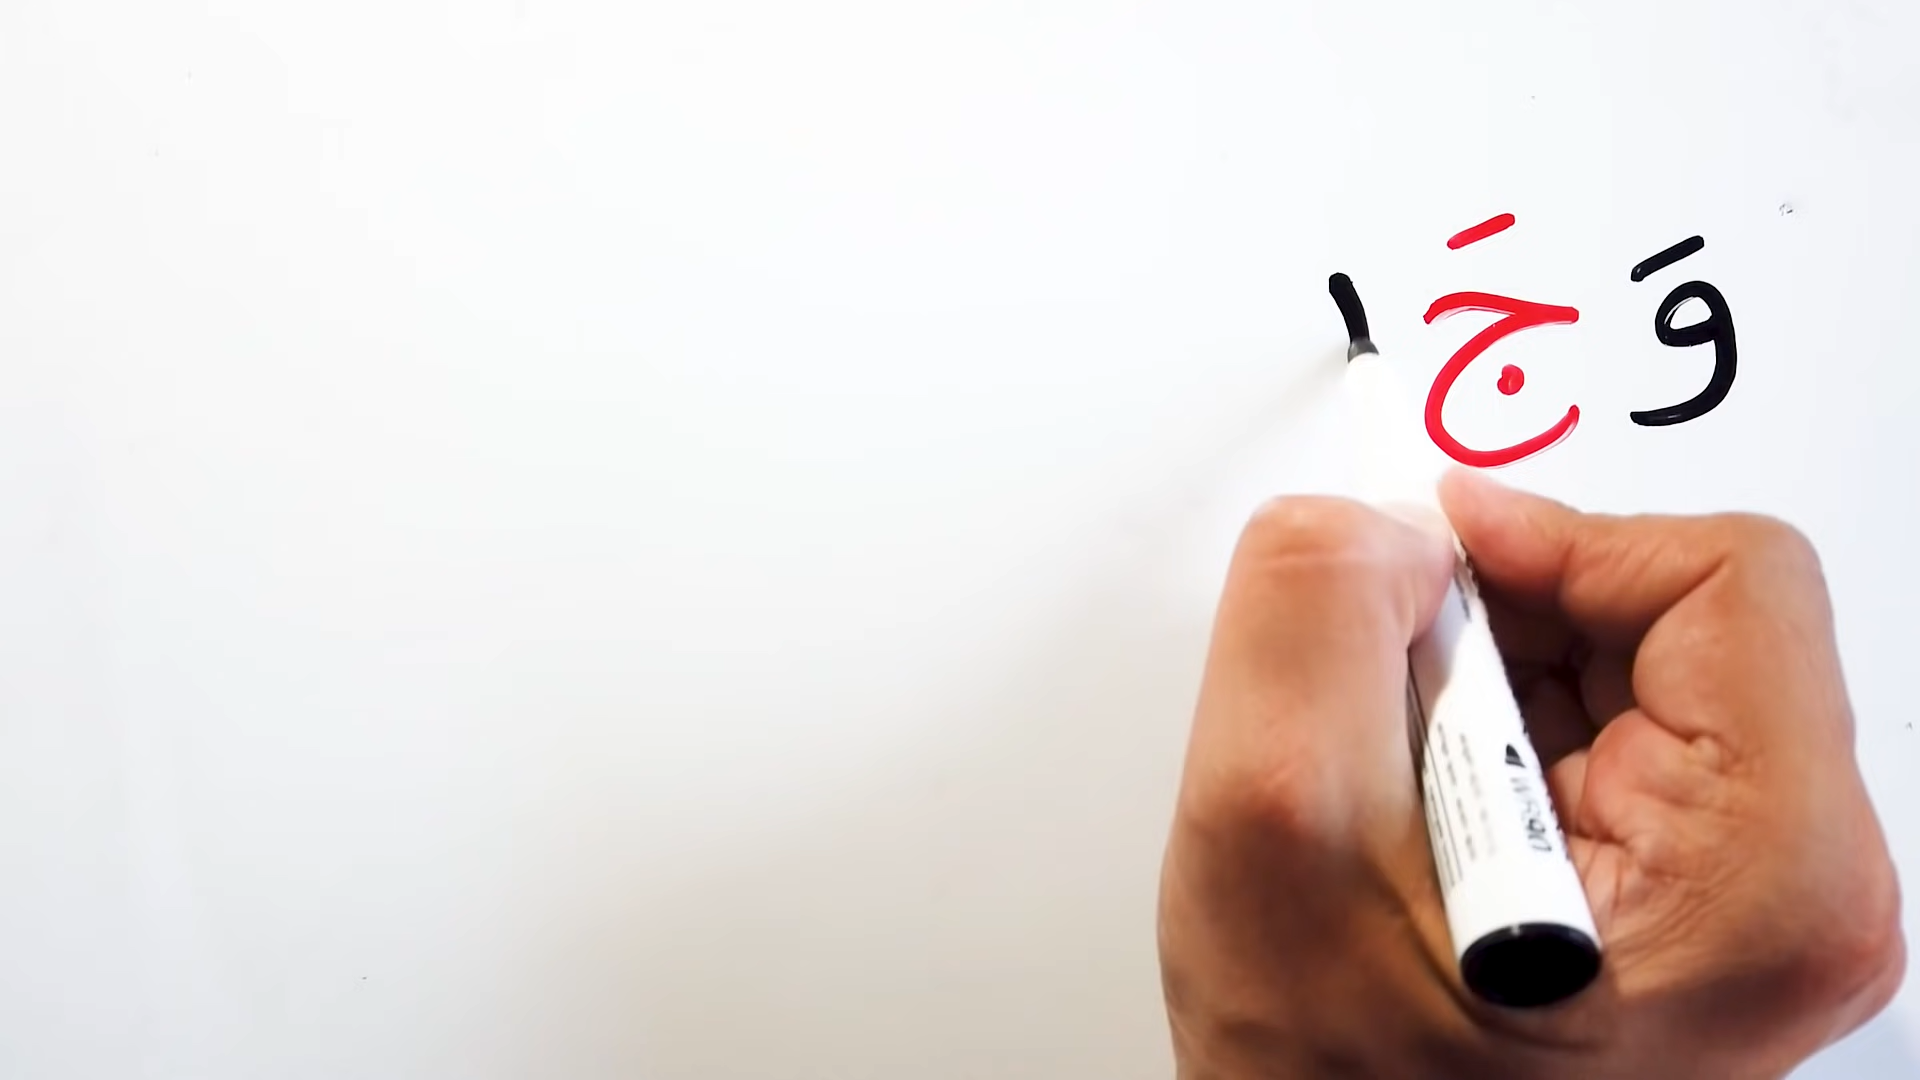 وَ جَ ا